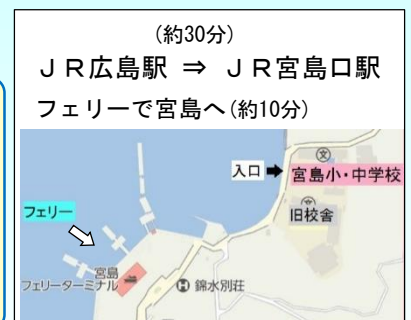 (約30分)
ＪＲ広島駅 ⇒ ＪＲ宮島口駅
フェリーで宮島へ(約10分)
入口➡
文
宮島小・中学校
フェリー
文
旧校舎
宮島
フェリーターミナル
H 錦水別荘